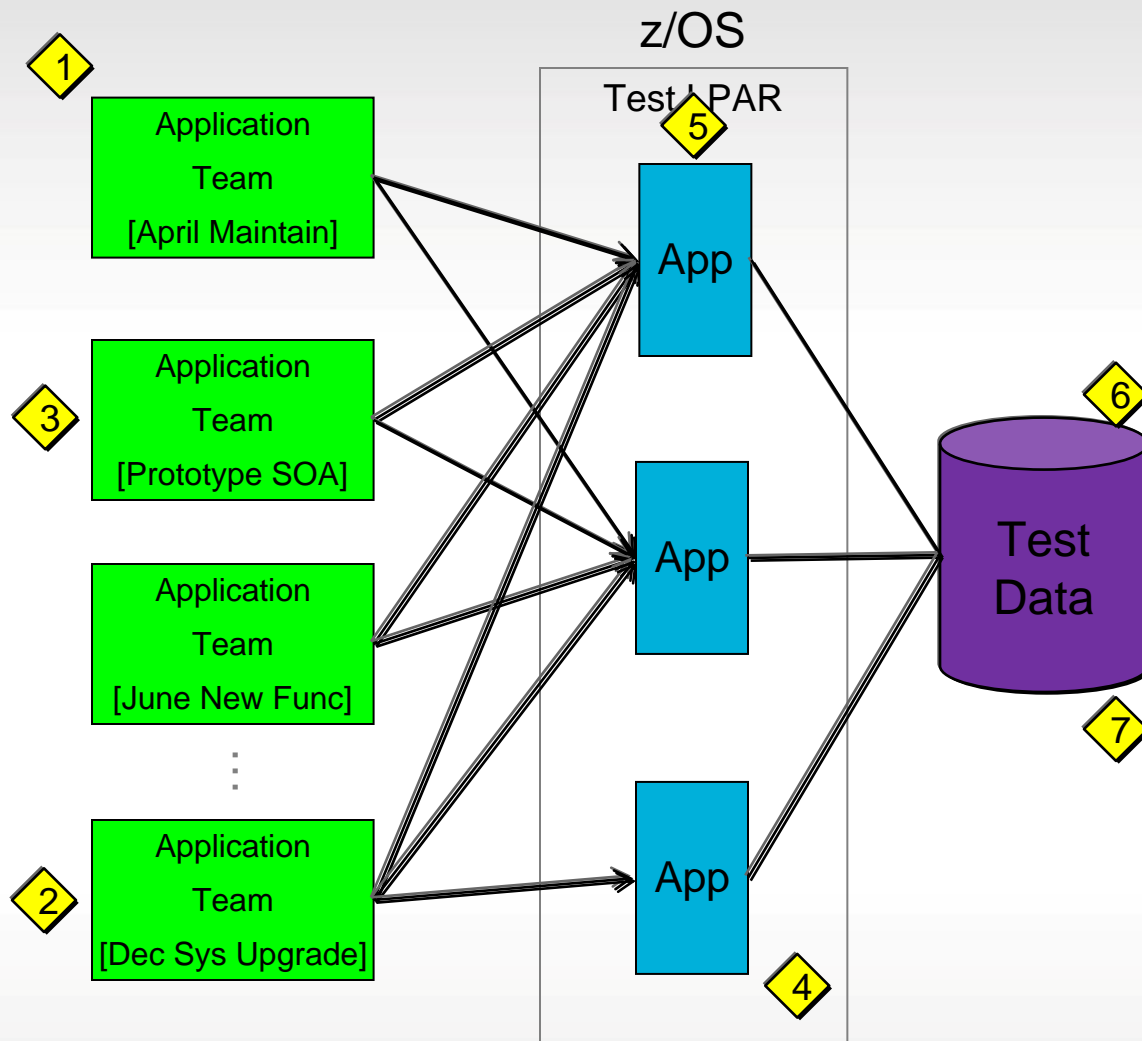 z/OS
Test LPAR
1
Application
Team
[April Maintain]
5
App
3
Application
Team
[Prototype SOA]
6
App
Test
Data
Application
Team
[June New Func]
7
...
2
Application
Team
[Dec Sys Upgrade]
App
4